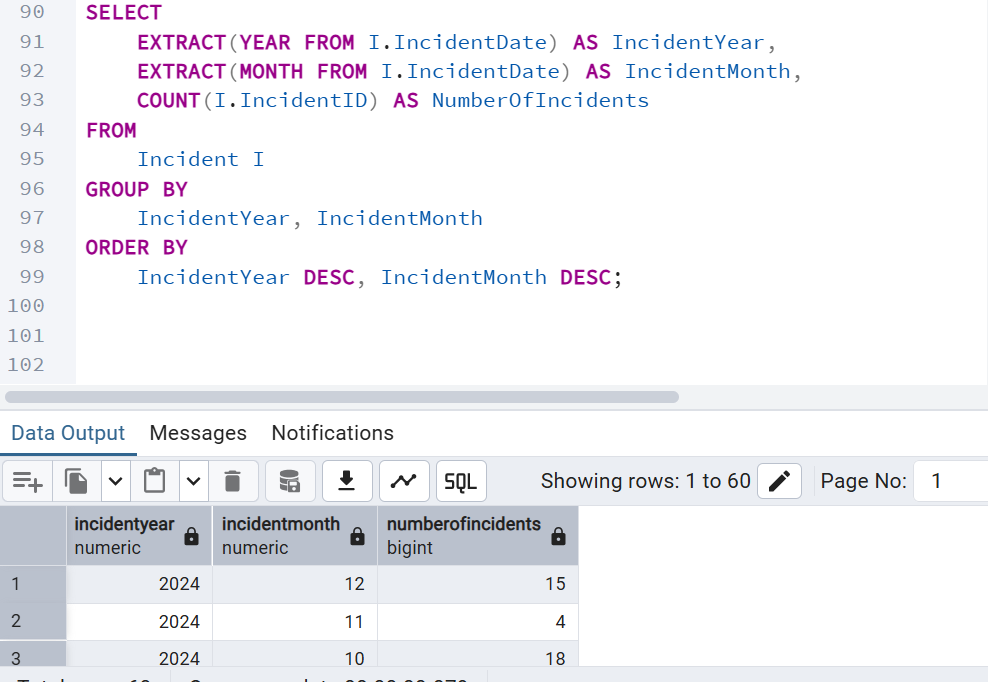 90 SELECT
91 EXTRACT(YEAR FROM I.IncidentDate) AS IncidentYear,
92 EXTRACT(MONTH FROM I.IncidentDate) AS IncidentMonth,
93 COUNT(I.IncidentID) AS NumberOfIncidents
94 FROM
95 Incident I
96 GROUP BY
97 IncidentYear, IncidentMonth
98 ORDER BY
99 IncidentYear DESC, IncidentMonth DESC;
100
101
102
Data Output Messages Notifications
SQL Showing rows: 1 to 60 Page No: 1
incidentyear incidentmonth numberofincidents
numeric numeric bigint
1 2024 12 15
2 2024 11 4
3 2024 10 18